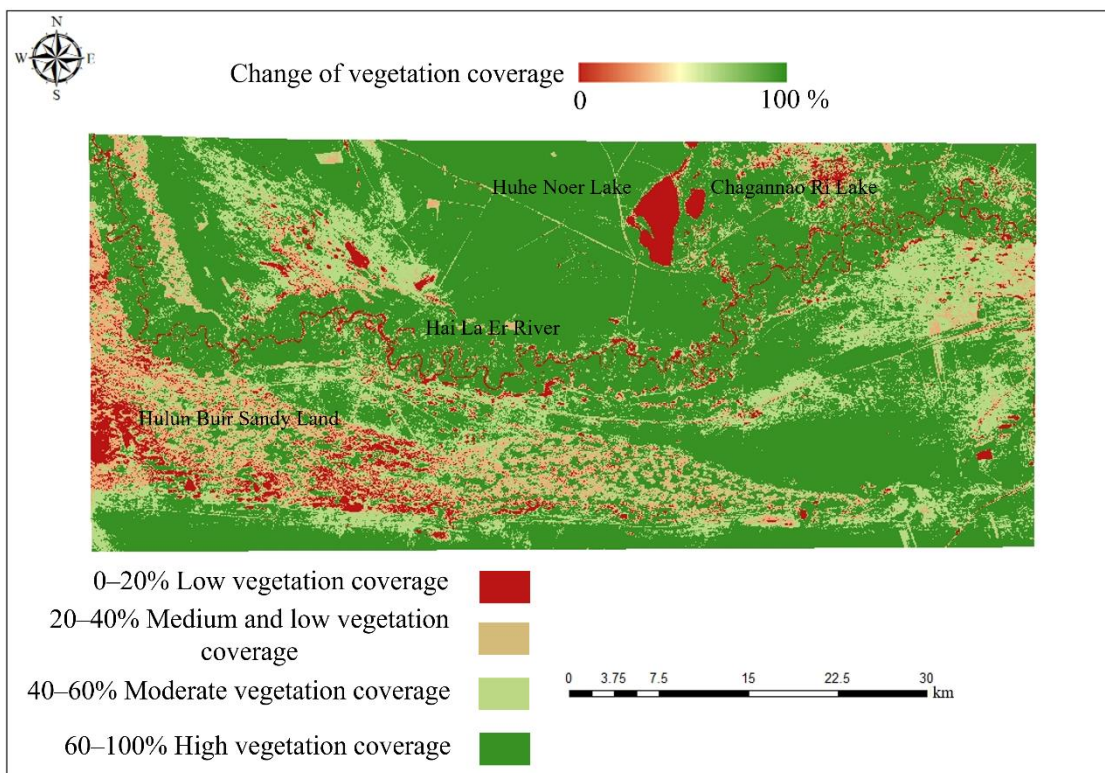 N
W E
S
Change of vegetation coverage
0 100 %
Huhe Noer Lake Chagannao Ri Lake
Hai La Er River
Hulun Buir Sandy Land
0–20% Low vegetation coverage
20–40% Medium and low vegetation
coverage
40–60% Moderate vegetation coverage
60–100% High vegetation coverage
0 3.75 7.5 15 22.5 30
km